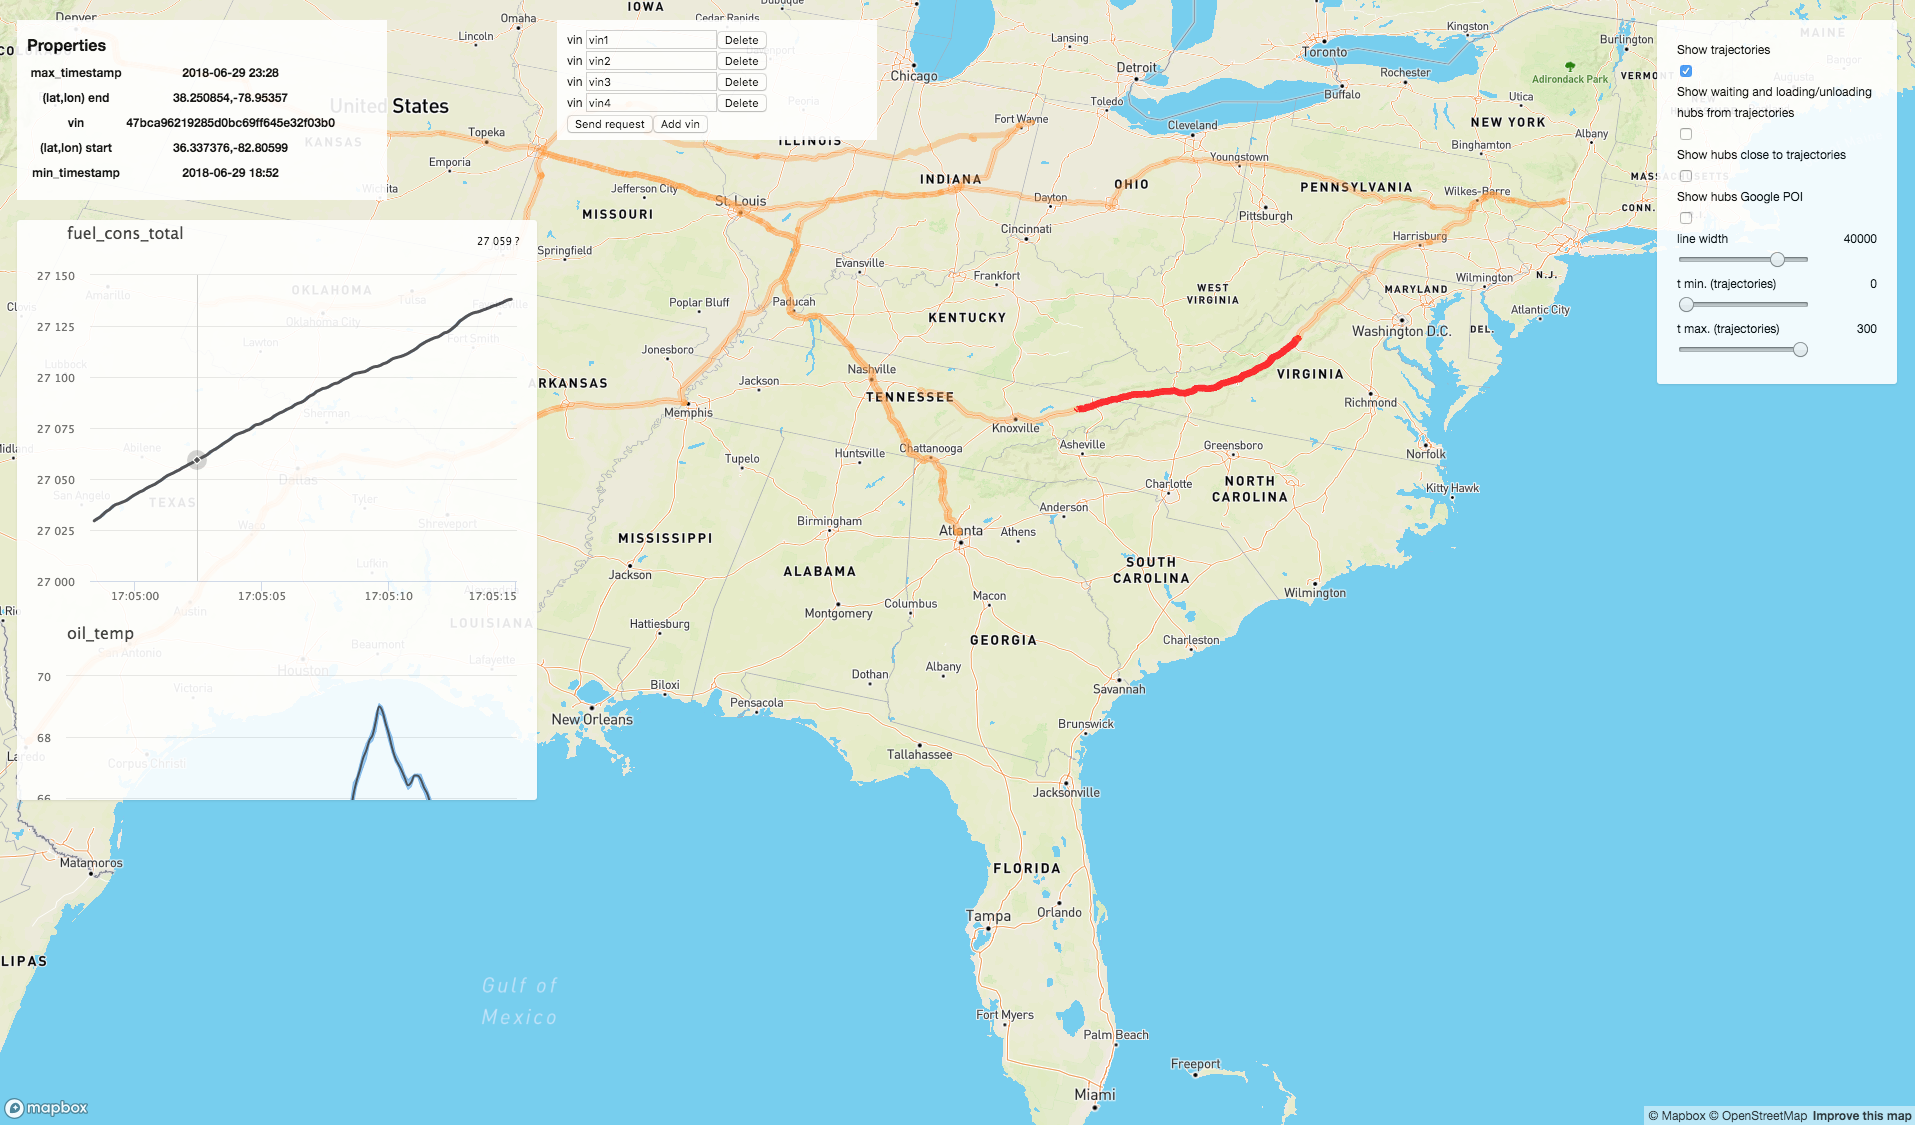 Properties
max_timestamp 2018-06-29 23:28
(lat,lon) end 38.250854,-78.95357
vin 47bca96219285d0bc69ff645e32f03b0
(lat,lon) start 36.337376,-82.80599
min_timestamp 2018-06-29 18:52
vin vin1 Delete
vin vin2 Delete
vin vin3 Delete
vin vin4 Delete
Send request Add vin
Show trajectories
Show waiting and loading/unloading
hubs from trajectories
Show hubs close to trajectories
Show hubs Google POI
line width 40000
t min. (trajectories) 0
t max. (trajectories) 300
fuel_cons_total
27 059 ?
27 150
27 125
27 100
27 075
27 050
27 025
27 000
17:05:00 17:05:05 17:05:10 17:05:15
oil_temp
70
68
66
Denver
Omaha
IOWA
Cedar Rapids
Dubuque
Lincoln
Davenport
Peoria
Chicago
Lansing
Detroit
Toledo
Toronto
Kingston
Rochester
Buffalo
Utica
Albany
Burlington
VERMONT
MAINE
Augusta
Bangor
Adirondack Park
NEW YORK
Binghamton
MASSACHUSETTS
CONN.
United States
Topeka
KANSAS
Emporia
Wichita
Jefferson City
MISSOURI
St. Louis
Springfield
ILLINOIS
Fort Wayne
INDIANA
Cleveland
Youngstown
OHIO
Dayton
Cincinnati
PENNSYLVANIA
Wilkes-Barre
Pittsburgh
Harrisburg
Wilmington
N.J.
Atlantic City
MARYLAND
DEL.
Washington D.C.
WEST
VIRGINIA
Evansville
Frankfort
KENTUCKY
Paducah
Poplar Bluff
Jonesboro
Nashville
Jackson
TENNESSEE
Memphis
ARKANSAS
Knoxville
Chattanooga
Asheville
VIRGINIA
Richmond
Norfolk
Kitty Hawk
Greensboro
NORTH
CAROLINA
Charlotte
Tupelo
Huntsville
Anderson
Birmingham
Atlanta
Athens
MISSISSIPPI
Jackson
ALABAMA
SOUTH
CAROLINA
Wilmington
Montgomery
Columbus
Macon
Hattiesburg
GEORGIA
Charleston
Albany
Dothan
Savannah
Biloxi
Pensacola
New Orleans
Brunswick
Tallahassee
Jacksonville
Clovis
Amarillo
OKLAHOMA
Tulsa
Fayetteville
Oklahoma City
Lawton
Fort Smith
Lubbock
Sherman
Abilene
Midland
Dallas
San Angelo
TEXAS
Tyler
Waco
Shreveport
Lufkin
Austin
LOUISIANA
Beaumont
San Antonio
Houston
Lafayette
Victoria
Laredo
Corpus Christi
Matamoros
LIPAS
FLORIDA
Tampa
Orlando
Gulf of
Mexico
Fort Myers
Palm Beach
Freeport
Miami
mapbox
© Mapbox © OpenStreetMap Improve this map